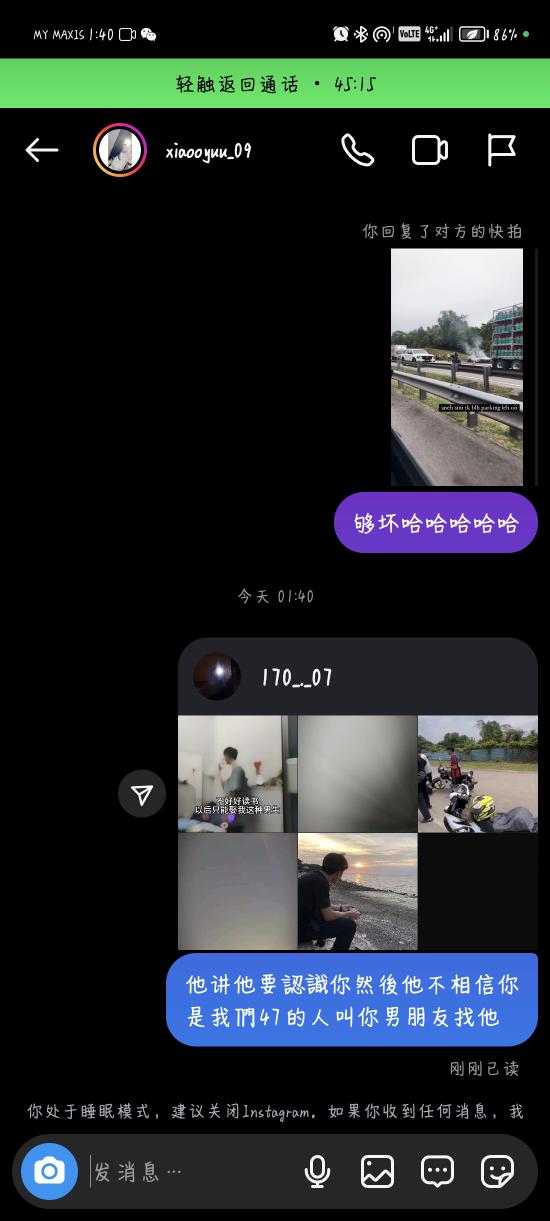 MY MAXIS 1:40
VoLTE 4G+ 86%
轻触返回通话 · 45:15
xiaooyuu_09
你回复了对方的快拍
aneh sini tk blh parking leh oii
够坏哈哈哈哈哈
今天 01:40
170_._07
不好好读书
以后只能娶我这种男生
他讲他要認識你然後他不相信你
是我們47的人叫你男朋友找他
刚刚已读
你处于睡眠模式，建议关闭Instagram。如果你收到任何消息，我
发消息…